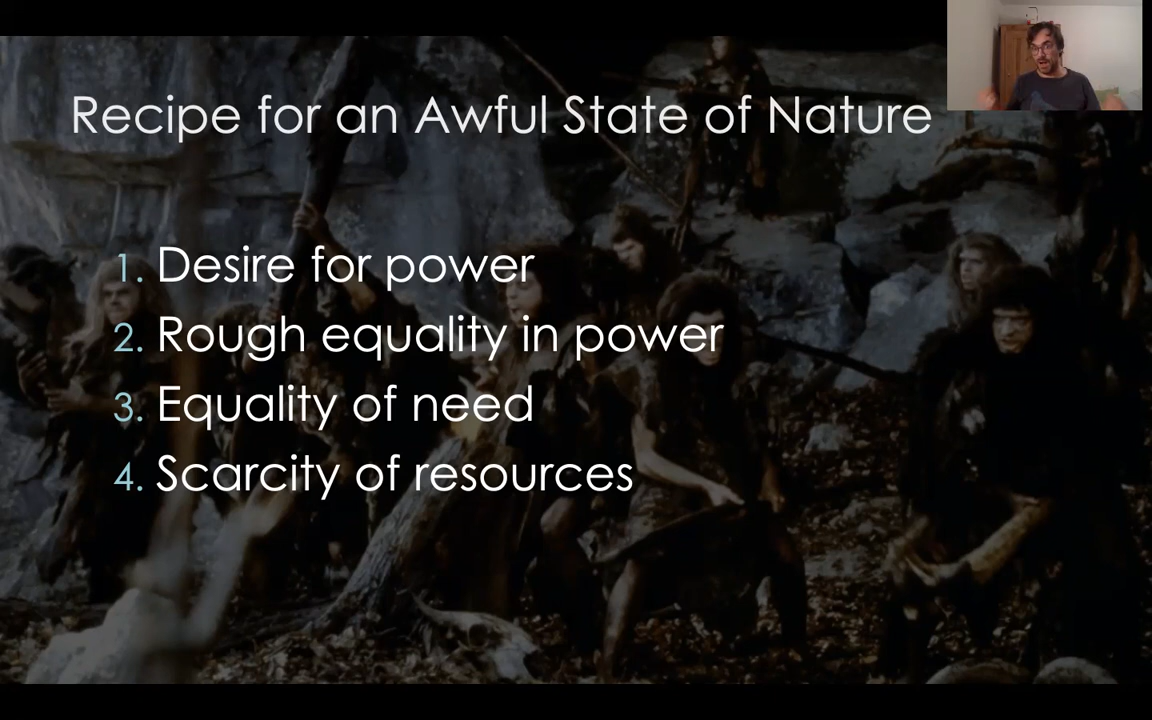 Recipe for an Awful State of Nature
1. Desire for power
2. Rough equality in power
3. Equality of need
4. Scarcity of resources